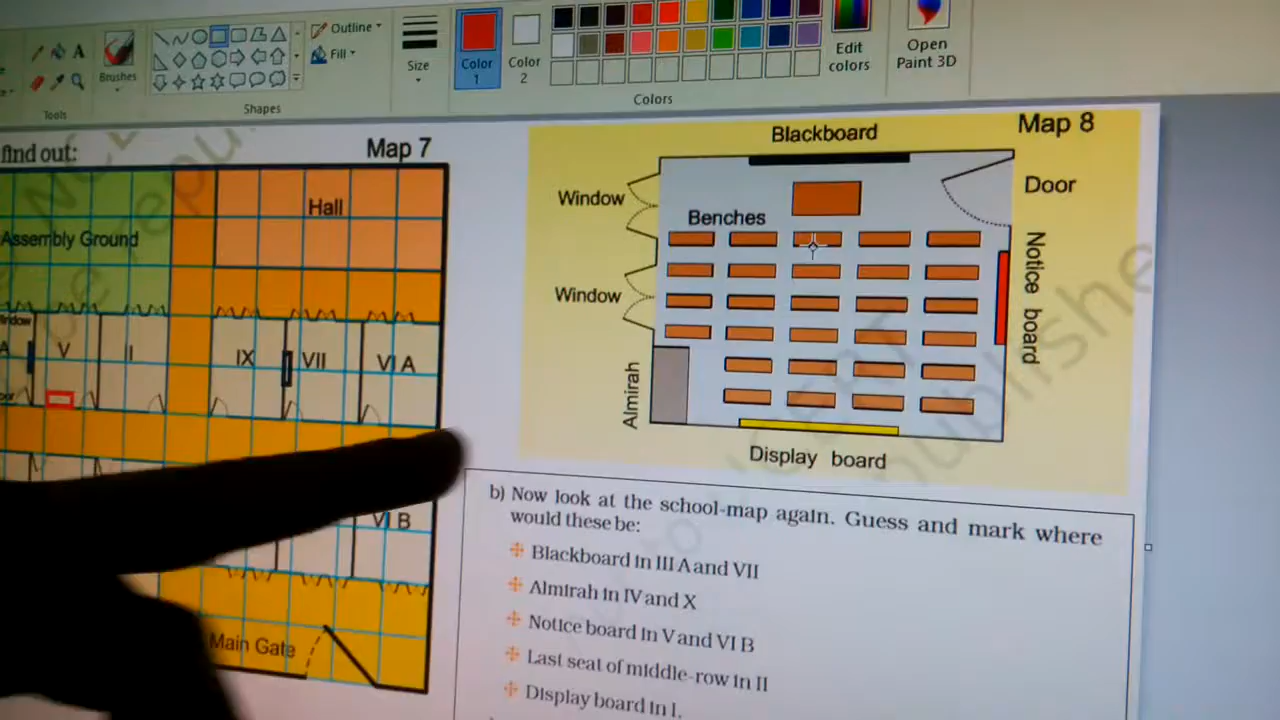 Outline
Fill
Edit
colors
Open
Paint 3D
Brushes
Size
Color
1
Color
2
Tools
Shapes
Colors
find out:
Map 7
Hall
Assembly Ground
V
II
IX
VII
VI A
VI B
Main Gate
Map 8
Blackboard
Window
Door
Benches
Window
Notice board
Almirah
Display board
b) Now look at the school-map again. Guess and mark where
would these be:
Blackboard in III A and VII
Almirah in IV and X
Notice board in V and VI B
Last seat of middle-row in II
Display board in I.